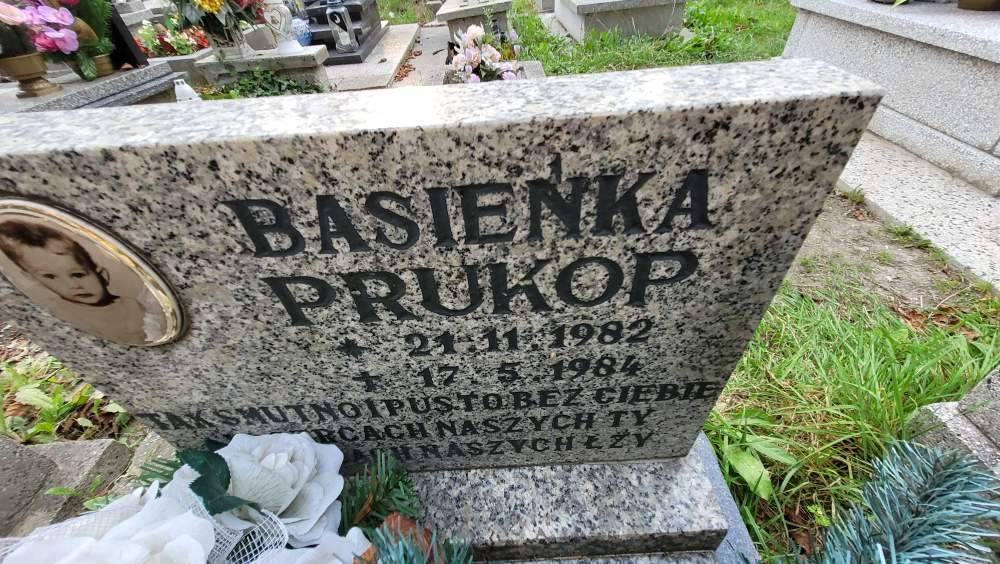 BASIEŃKA
PRUKOP
* 21.11.1982
✝ 17.5.1984
TAK SMUTNO I PUSTO BEZ CIEBIE
NASZYCH TY
NASZYCH ŁZY